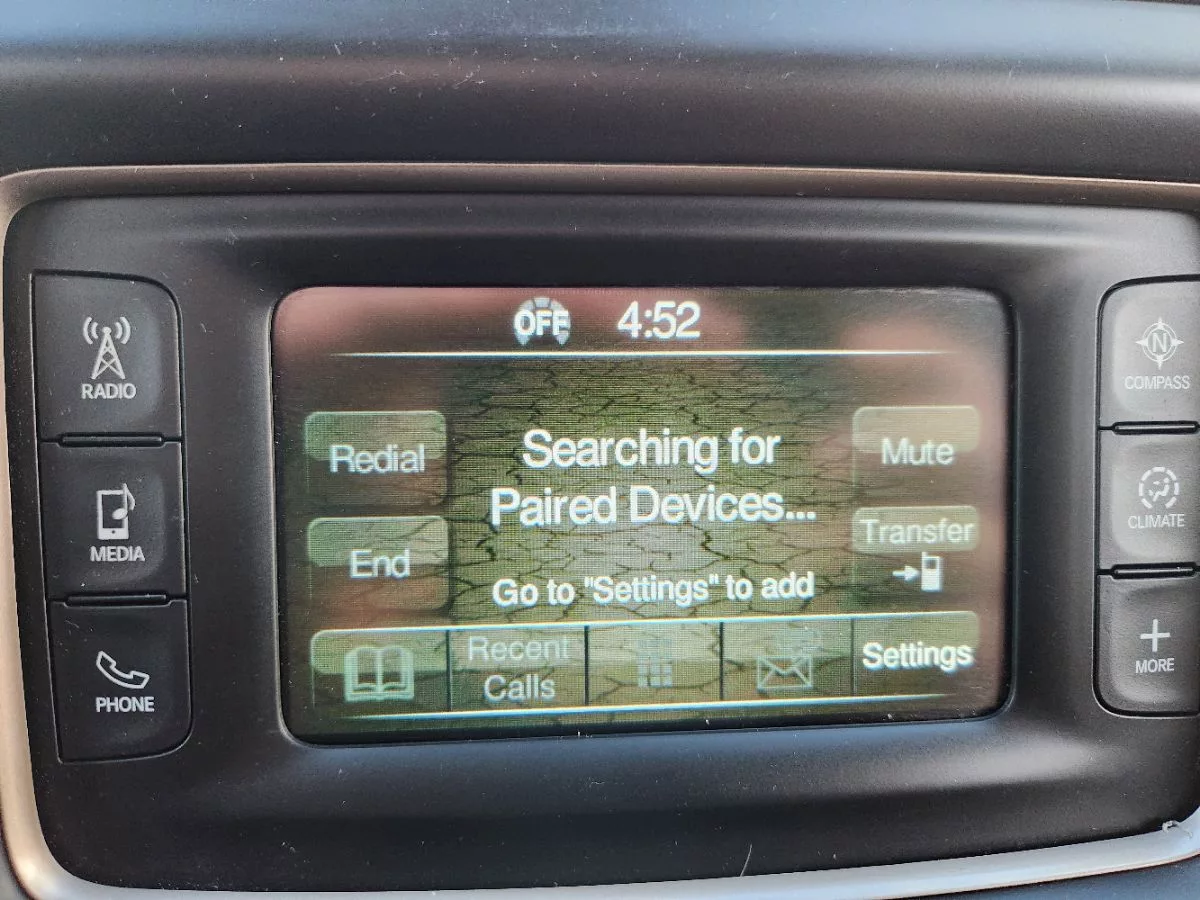 OFF 4:52
RADIO
MEDIA
PHONE
Redial
End
Searching for
Paired Devices...
Go to "Settings" to add
Mute
Transfer
Recent
Calls
Settings
N
COMPASS
CLIMATE
MORE